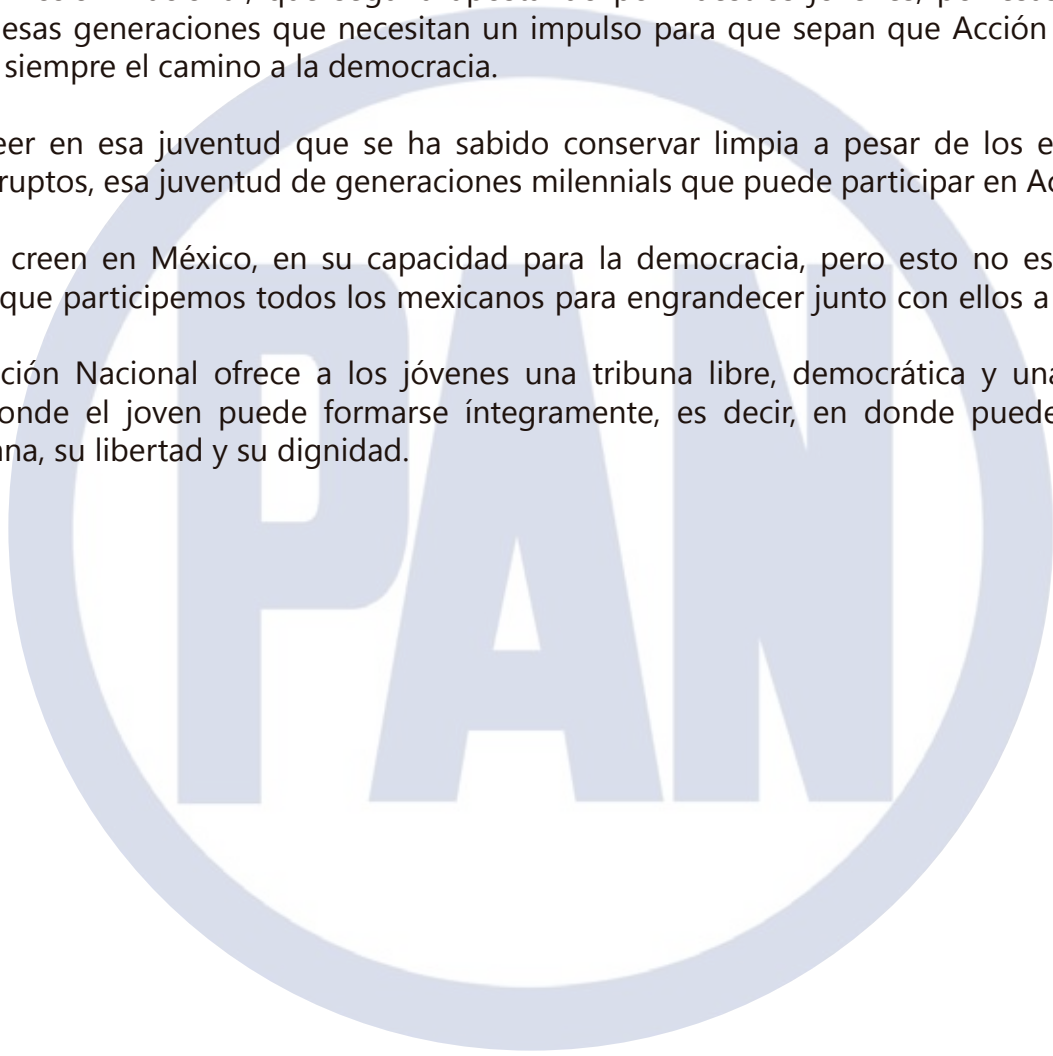 siempre el camino a la democracia.
esas generaciones que necesitan un impulso para que sepan que Acción
eer en esa juventud que se ha sabido conservar limpia a pesar de los e
ruptos, esa juventud de generaciones milennials que puede participar en Ac
creen en México, en su capacidad para la democracia, pero esto no es
que participemos todos los mexicanos para engrandecer junto con ellos a
ción Nacional ofrece a los jóvenes una tribuna libre, democrática y una
onde el joven puede formarse íntegramente, es decir, en donde puede
na, su libertad y su dignidad.
PAN